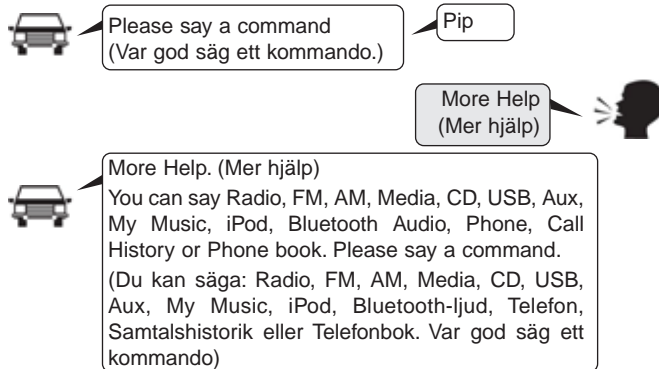 Please say a command
(Var god säg ett kommando.)
Pip
More Help
(Mer hjälp)
More Help. (Mer hjälp)
You can say Radio, FM, AM, Media, CD, USB, Aux,
My Music, iPod, Bluetooth Audio, Phone, Call
History or Phone book. Please say a command.
(Du kan säga: Radio, FM, AM, Media, CD, USB,
Aux, My Music, iPod, Bluetooth-ljud, Telefon,
Samtalshistorik eller Telefonbok. Var god säg ett
kommando)